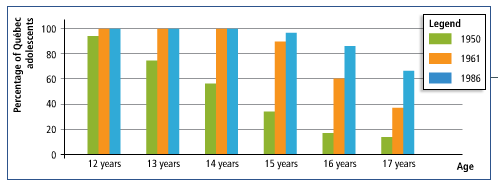 Percentage of Québec
adolescents
100
80
60
40
20
0
12 years
13 years
14 years
15 years
16 years
17 years
Age
Legend
1950
1961
1986